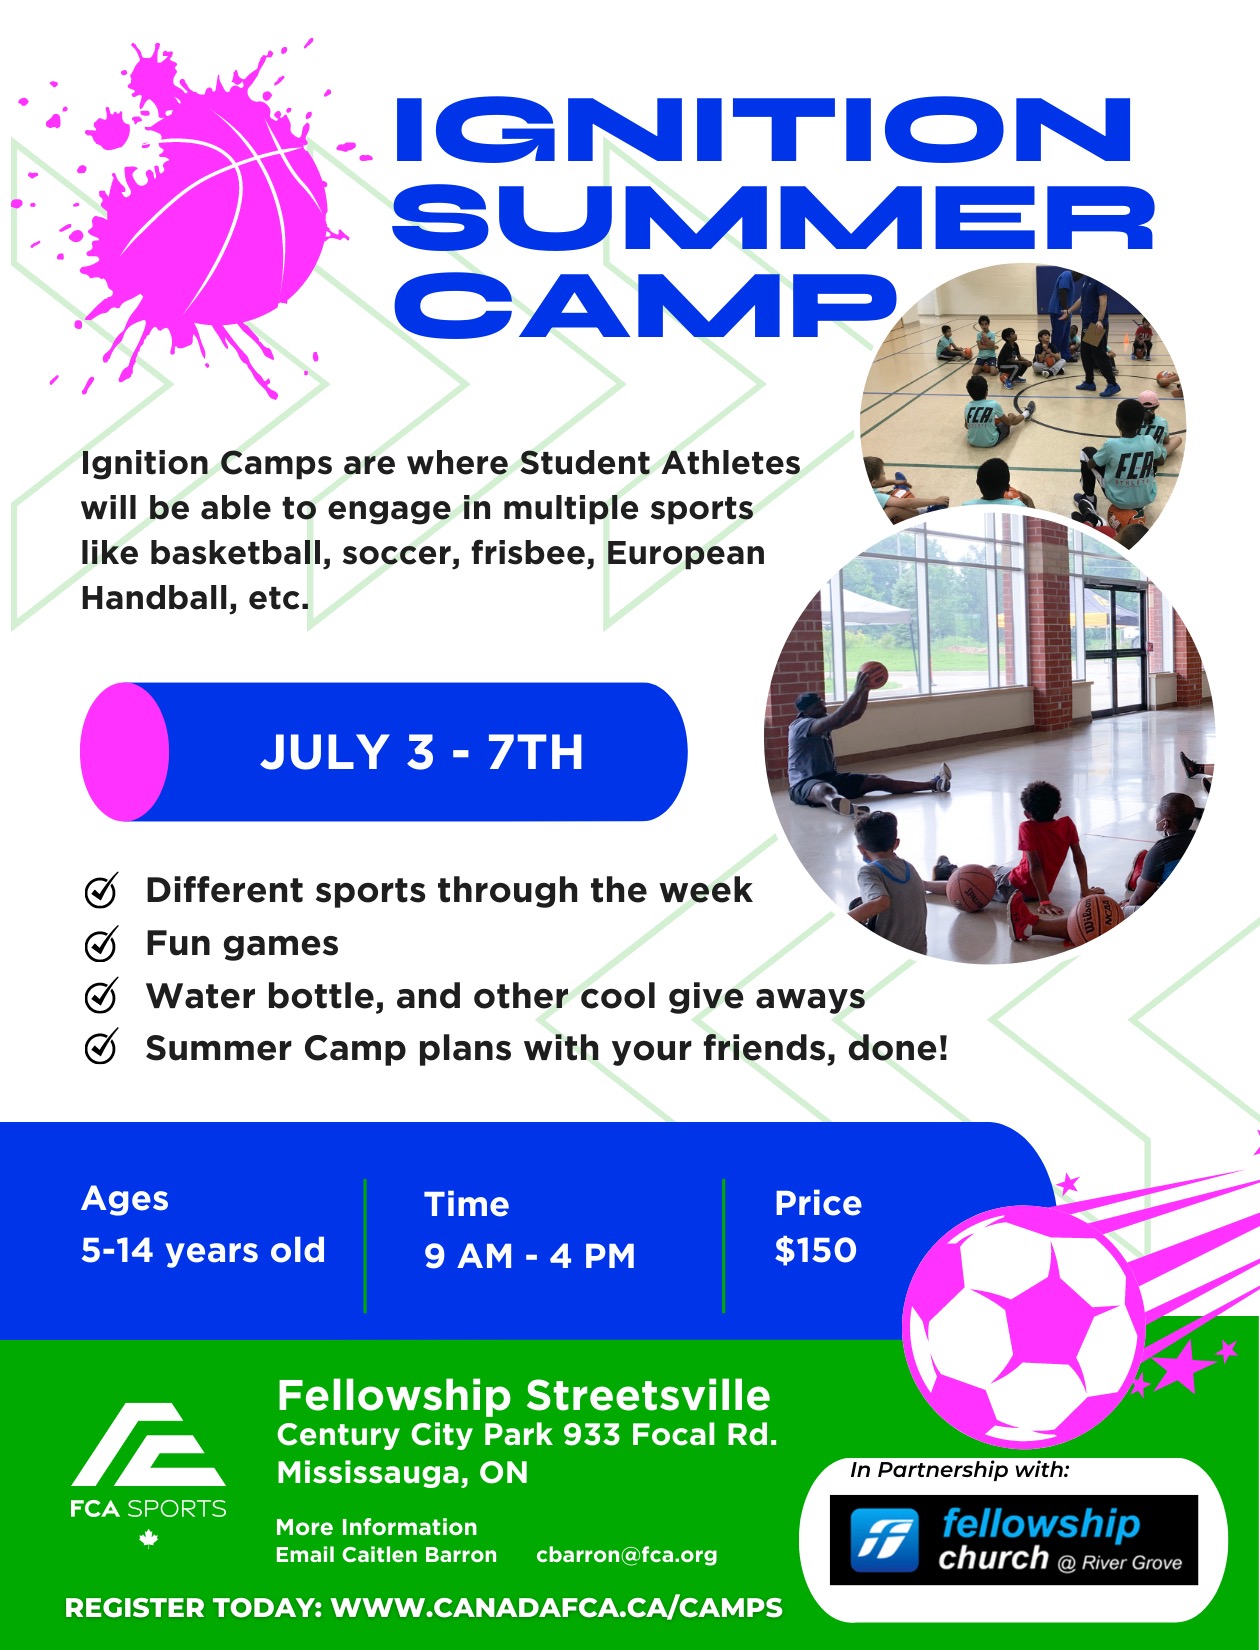 IGNITION
SUMMER
CAMP
FCA
FCA
Ignition Camps are where Student Athletes
will be able to engage in multiple sports
like basketball, soccer, frisbee, European
Handball, etc.
JULY 3 - 7TH
Different sports through the week
Fun games
Water bottle, and other cool give aways
Summer Camp plans with your friends, done!
Wilson
NCAA
Ages
5-14 years old
Time
9 AM - 4 PM
Price
$150
FCA SPORTS
Fellowship Streetsville
Century City Park 933 Focal Rd.
Mississauga, ON
More Information
Email Caitlen Barron cbarron@fca.org
REGISTER TODAY: WWW.CANADAFCA.CA/CAMPS
In Partnership with:
fellowship
church @ River Grove